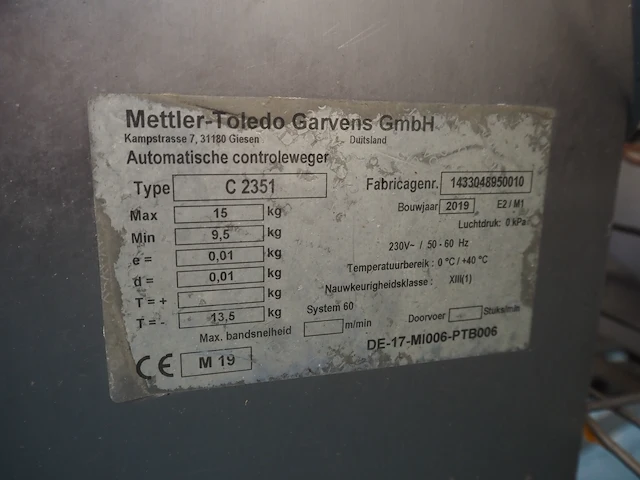 Mettler-Toledo Garvens GmbH
Kampstrasse 7, 31180 Giesen Duitsland
Automatische controleweger
Type C 2351 Fabricagenr. 1433048950010
Max 15 kg Bouwjaar 2019 E2 / M1
Min 9,5 kg Luchtdruk: 0 kPa
e = 0,01 kg 230V~ / 50 - 60 Hz
d = 0,01 kg Temperatuurbereik : 0 °C / +40 °C
T = + kg Nauwkeurigheidsklasse : XIII(1)
T = - 13,5 kg System 60
Max. bandsnelheid m/min Doorvoer Stuks/min
CE M 19 DE-17-MI006-PTB006